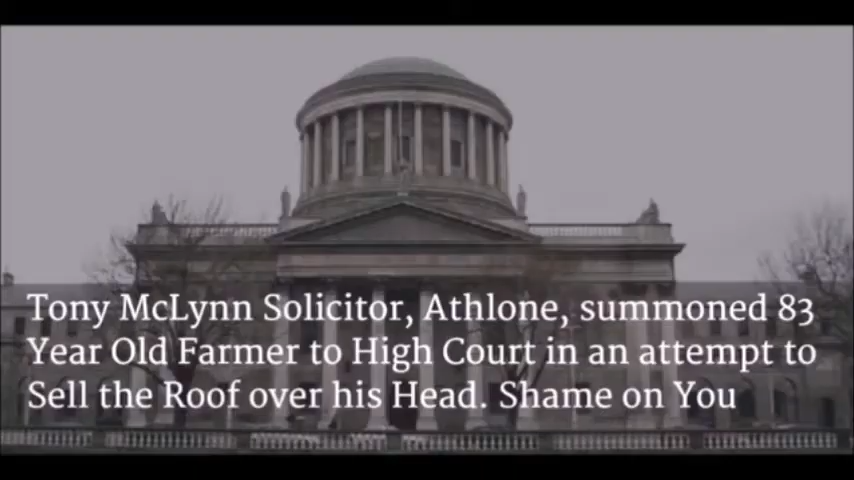 Tony McLynn Solicitor, Athlone, summoned 83
Year Old Farmer to High Court in an attempt to
Sell the Roof over his Head. Shame on You